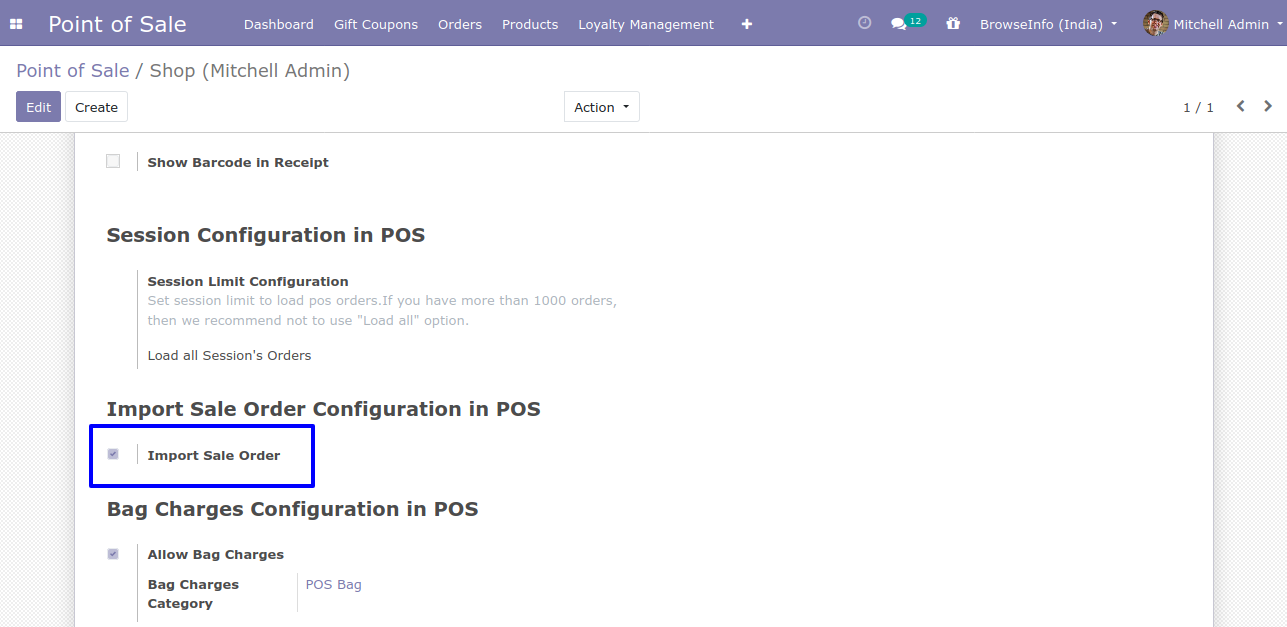 Point of Sale Dashboard Gift Coupons Orders Products Loyalty Management 12 BrowseInfo (India) Mitchell Admin
Point of Sale / Shop (Mitchell Admin)
Edit Create Action 1 / 1
Show Barcode in Receipt
Session Configuration in POS
Session Limit Configuration
Set session limit to load pos orders.If you have more than 1000 orders,
then we recommend not to use "Load all" option.
Load all Session's Orders
Import Sale Order Configuration in POS
Import Sale Order
Bag Charges Configuration in POS
Allow Bag Charges
Bag Charges POS Bag
Category